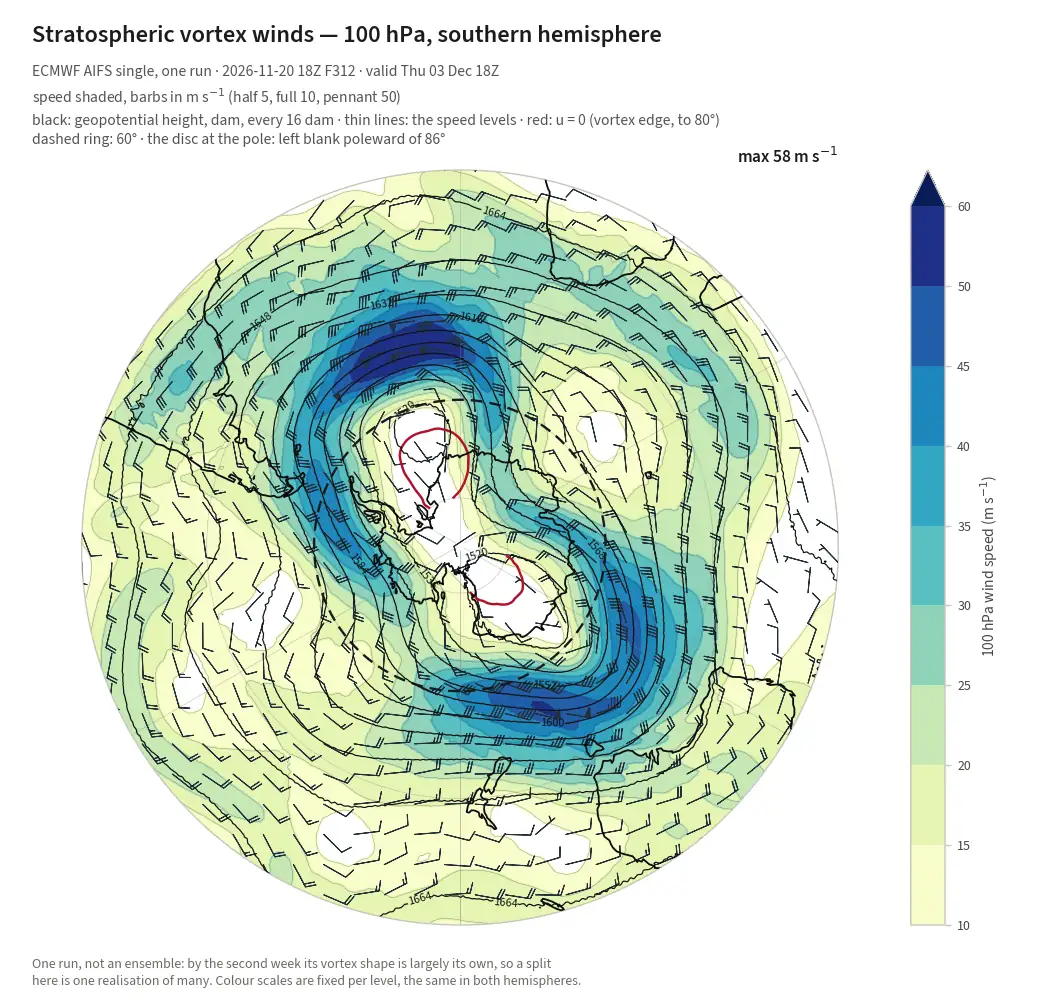 Stratospheric vortex winds — 100 hPa, southern hemisphere
ECMWF AIFS single, one run · 2026-11-20 18Z F312 · valid Thu 03 Dec 18Z
speed shaded, barbs in m s⁻¹ (half 5, full 10, pennant 50)
black: geopotential height, dam, every 16 dam · thin lines: the speed levels · red: u = 0 (vortex edge, to 80°)
dashed ring: 60° · the disc at the pole: left blank poleward of 86°
max 58 m s⁻¹
60
50
45
40
35
30
25
20
15
10
100 hPa wind speed (m s⁻¹)
1664
1648
1616
1568
1520
1600
1664
1664
One run, not an ensemble: by the second week its vortex shape is largely its own, so a split
here is one realisation of many. Colour scales are fixed per level, the same in both hemispheres.